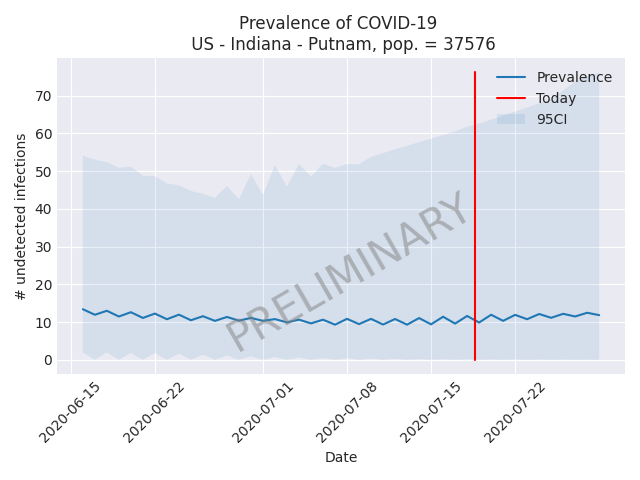 Prevalence of COVID-19
US - Indiana - Putnam, pop. = 37576
Prevalence
Today
95CI
# undetected infections
70
60
50
40
30
20
10
0
PRELIMINARY
2020-06-15
2020-06-22
2020-07-01
2020-07-08
2020-07-15
2020-07-22
Date